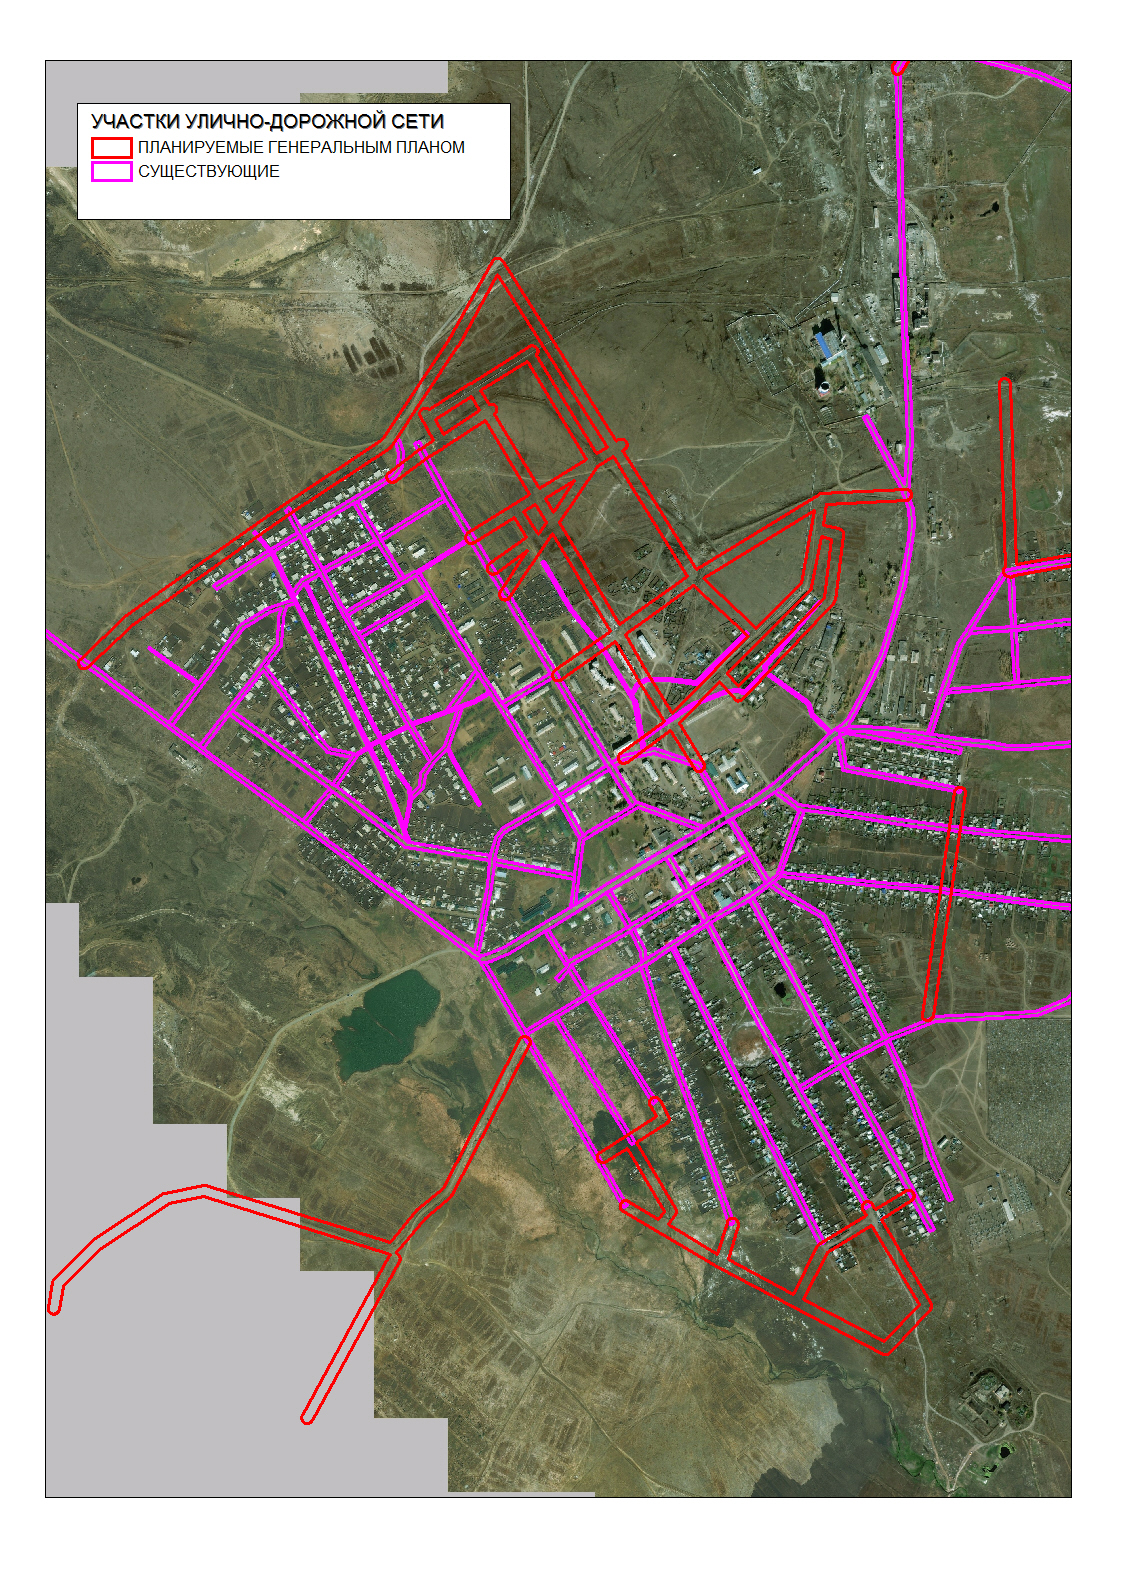 УЧАСТКИ УЛИЧНО-ДОРОЖНОЙ СЕТИ
ПЛАНИРУЕМЫЕ ГЕНЕРАЛЬНЫМ ПЛАНОМ
СУЩЕСТВУЮЩИЕ